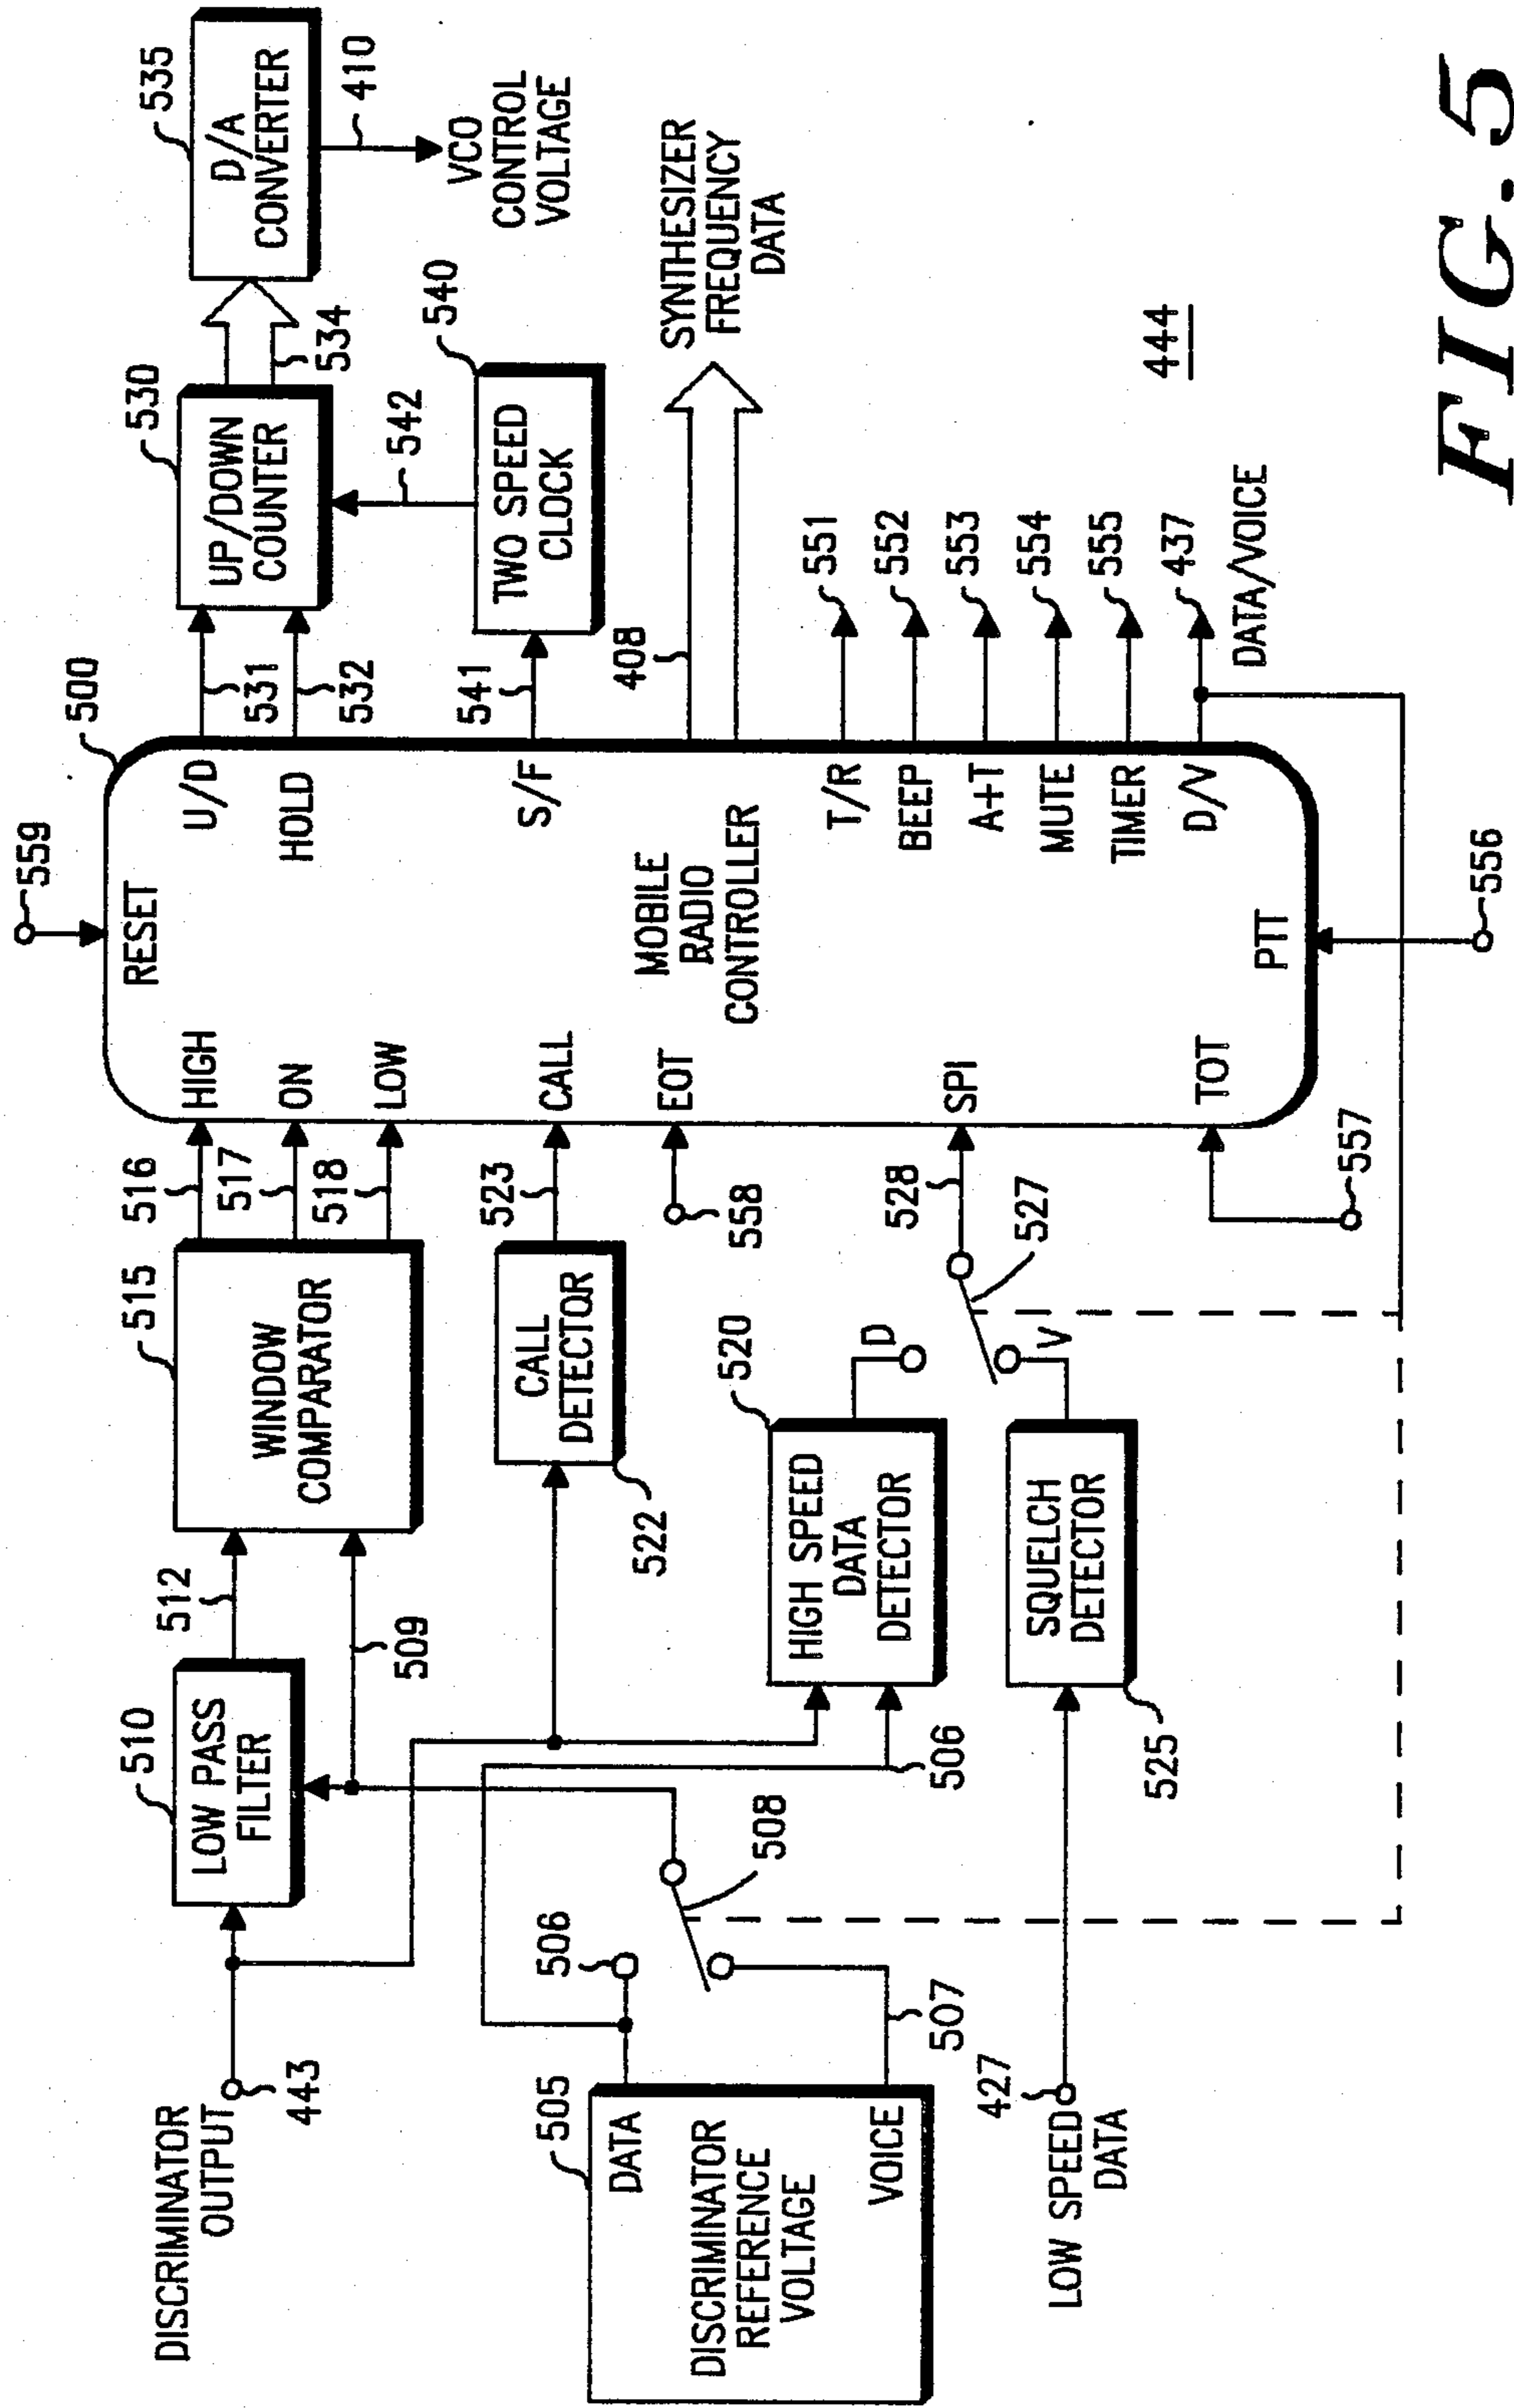 DISCRIMINATOR
OUTPUT
443
510
LOW PASS
FILTER
512
509
515
WINDOW
COMPARATOR
516
517
518
522
CALL
DETECTOR
523
505
DATA
DISCRIMINATOR
REFERENCE
VOLTAGE
VOICE
506
507
508
506
520
HIGH SPEED
DATA
DETECTOR
D
V
527
528
LOW SPEED
DATA
427
525
SQUELCH
DETECTOR
558
557
559
500
RESET
HIGH
ON
LOW
CALL
EOT
SPI
TOT
PTT
556
MOBILE
RADIO
CONTROLLER
U/D
HOLD
S/F
T/R
BEEP
A+T
MUTE
TIMER
D/V
531
532
541
408
530
UP/DOWN
COUNTER
534
542
540
TWO SPEED
CLOCK
535
D/A
CONVERTER
410
VCO
CONTROL
VOLTAGE
SYNTHESIZER
FREQUENCY
DATA
551
552
553
554
555
437
DATA/VOICE
444
FIG.5